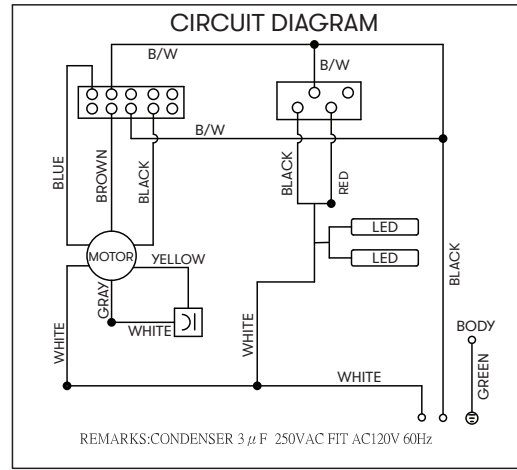 CIRCUIT DIAGRAM
B/W
B/W
B/W
BLUE
BROWN
BLACK
BLACK
RED
LED
LED
MOTOR
YELLOW
GRAY
WHITE
WHITE
WHITE
BLACK
BODY
GREEN
WHITE
REMARKS:CONDENSER 3 μ F 250VAC FIT AC120V 60Hz